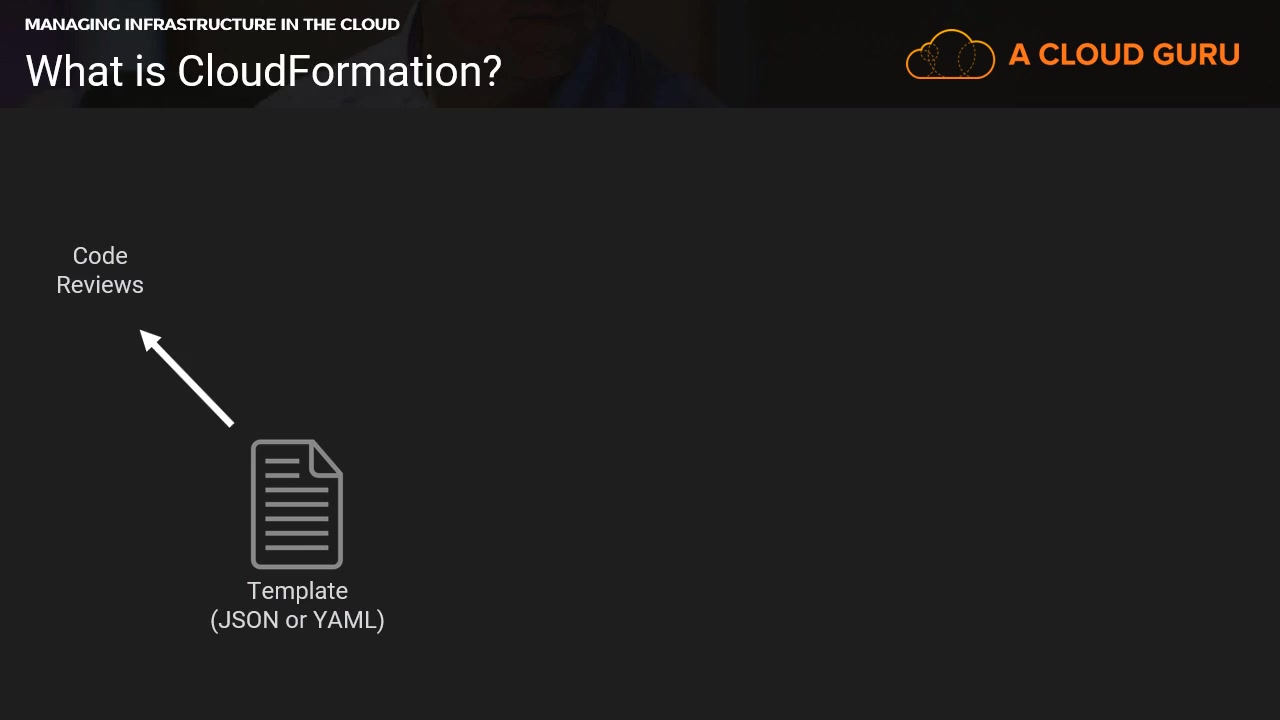 MANAGING INFRASTRUCTURE IN THE CLOUD
What is CloudFormation?
A CLOUD GURU
Code
Reviews
Template
(JSON or YAML)